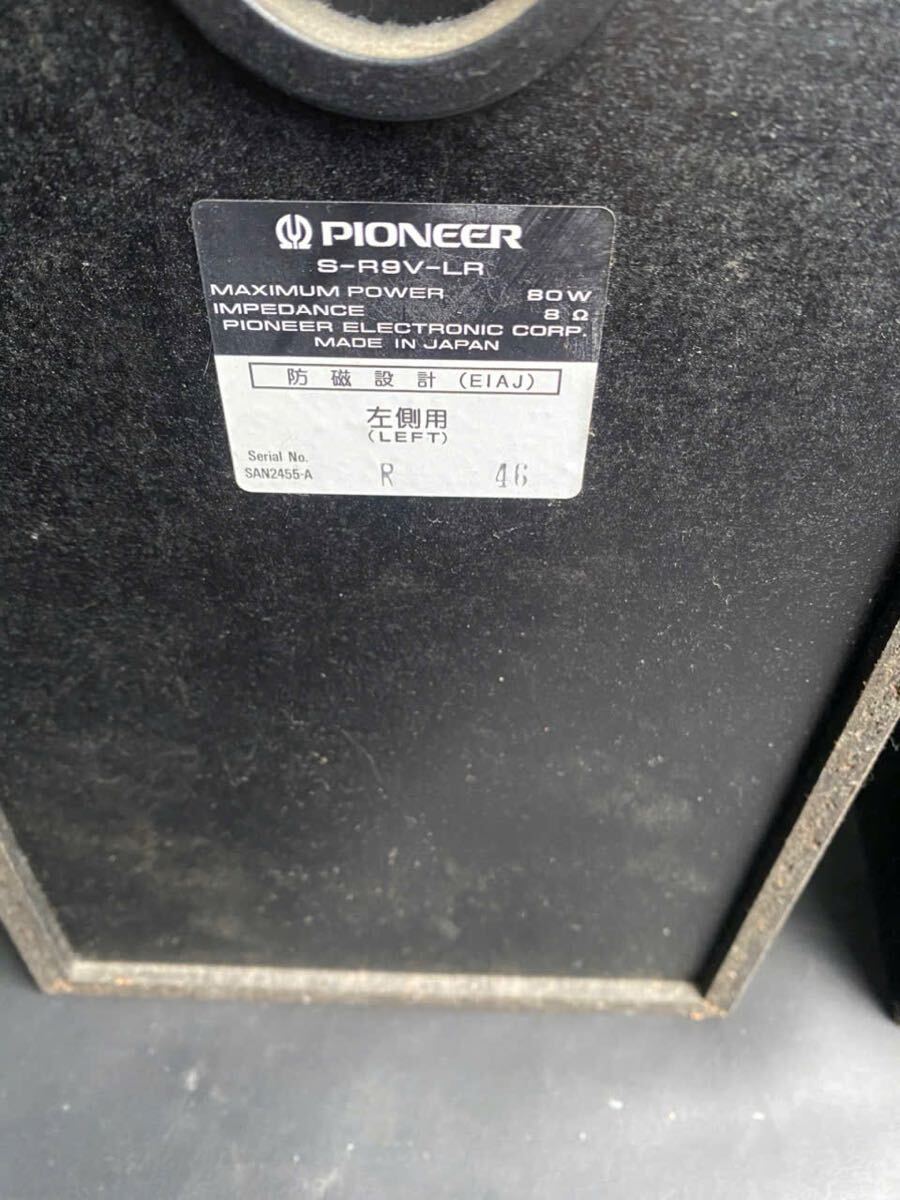 PIONEER
S-R9V-LR
MAXIMUM POWER 80W
IMPEDANCE 8Ω
PIONEER ELECTRONIC CORP.
MADE IN JAPAN
防磁設計(EIAJ)
左側用
(LEFT)
Serial No.
SAN2455-A R 46